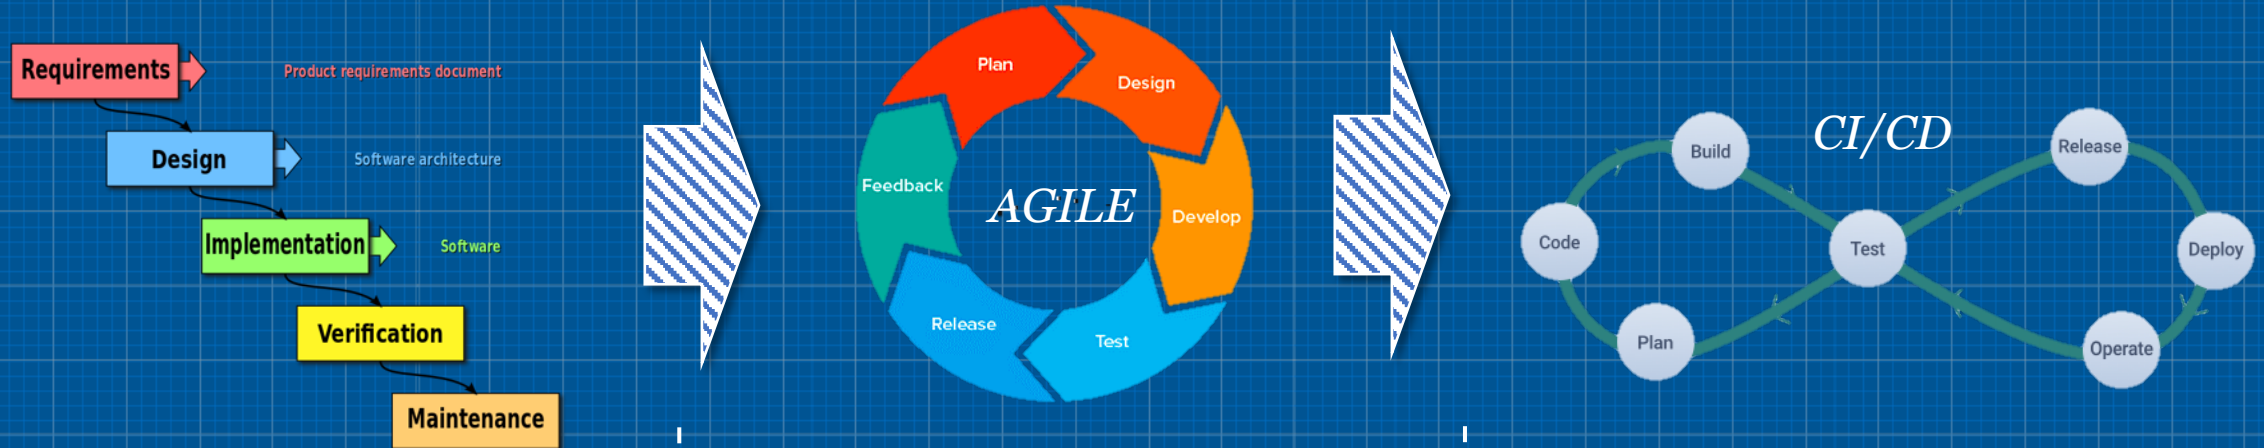 Requirements
Product requirements document
Design
Software architecture
Implementation
Software
Verification
Maintenance
Plan
Design
Feedback
AGILE
Develop
Release
Test
CI/CD
Build
Release
Code
Test
Deploy
Plan
Operate